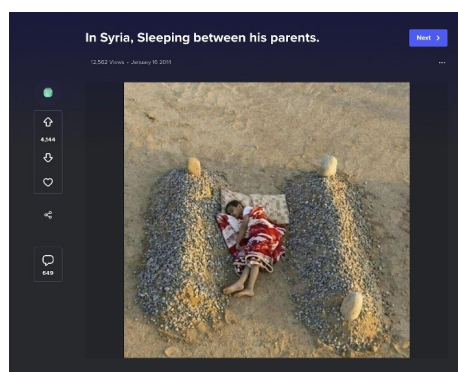 In Syria, Sleeping between his parents.
Next
12,562 Views • January 16 2014
4,144
649